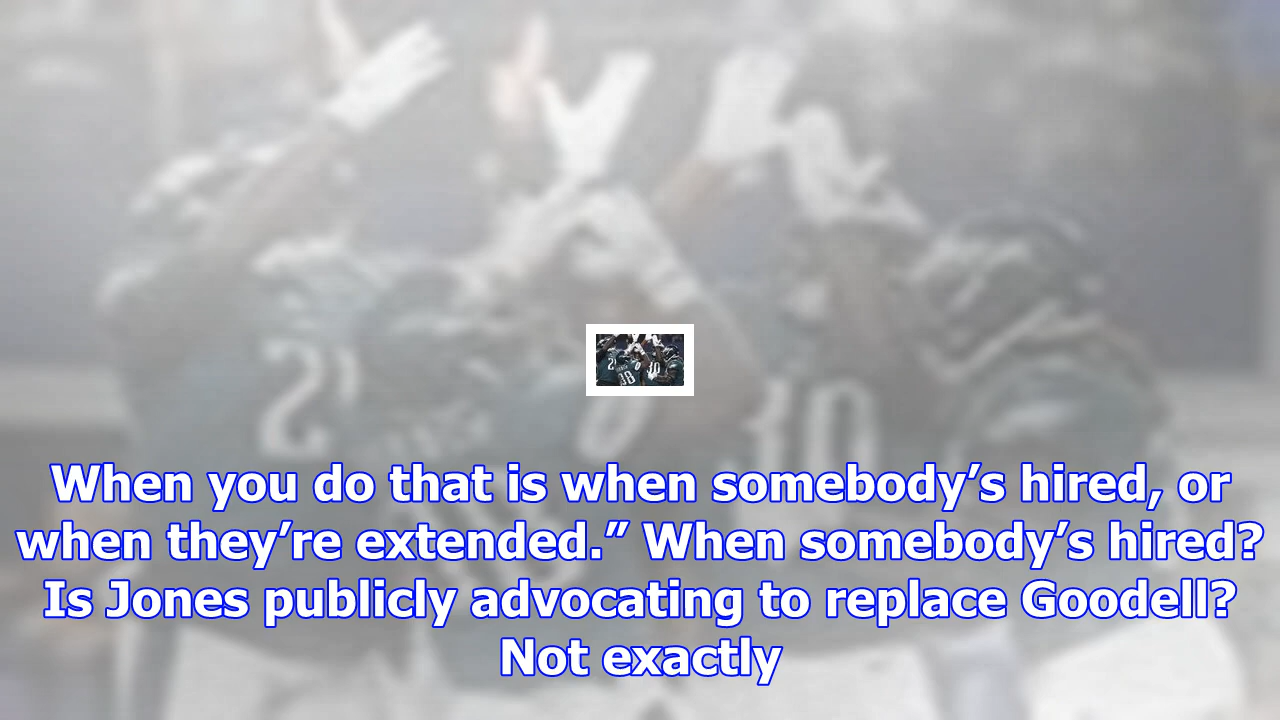 When you do that is when somebody’s hired, or
when they’re extended.” When somebody’s hired?
Is Jones publicly advocating to replace Goodell?
Not exactly